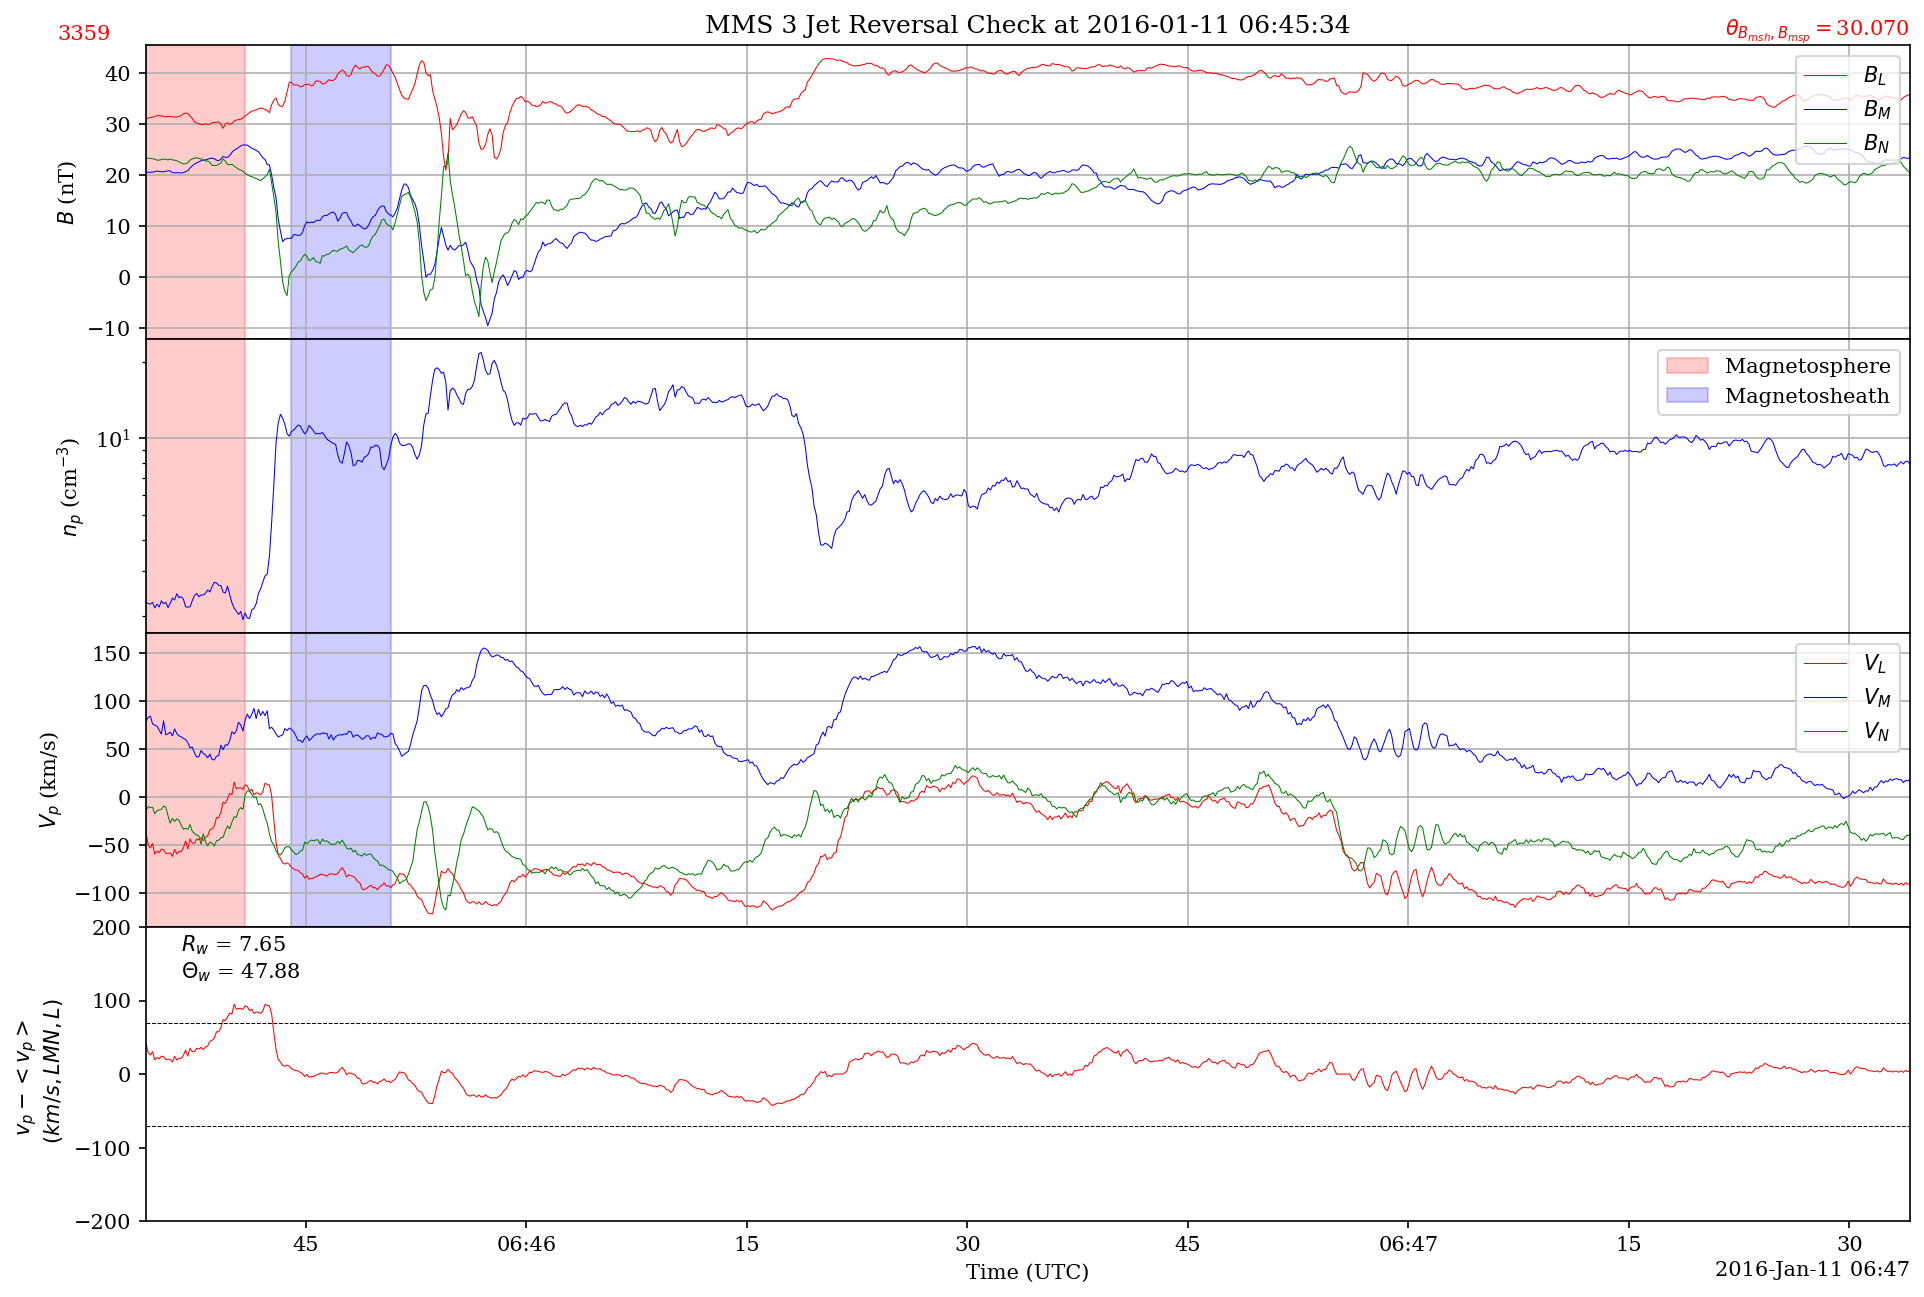 MMS 3 Jet Reversal Check at 2016-01-11 06:45:34
3359
θ_{B_{msh}, B_{msp}} = 30.070
40
30
20
10
0
−10
B (nT)
B_L
B_M
B_N
10^1
n_p (cm^{−3})
Magnetosphere
Magnetosheath
150
100
50
0
−50
−100
V_p (km/s)
V_L
V_M
V_N
200
100
0
−100
−200
v_p − < v_p >
(km/s, LMN, L)
R_w = 7.65
Θ_w = 47.88
45 06:46 15 30 45 06:47 15 30
Time (UTC)
2016-Jan-11 06:47